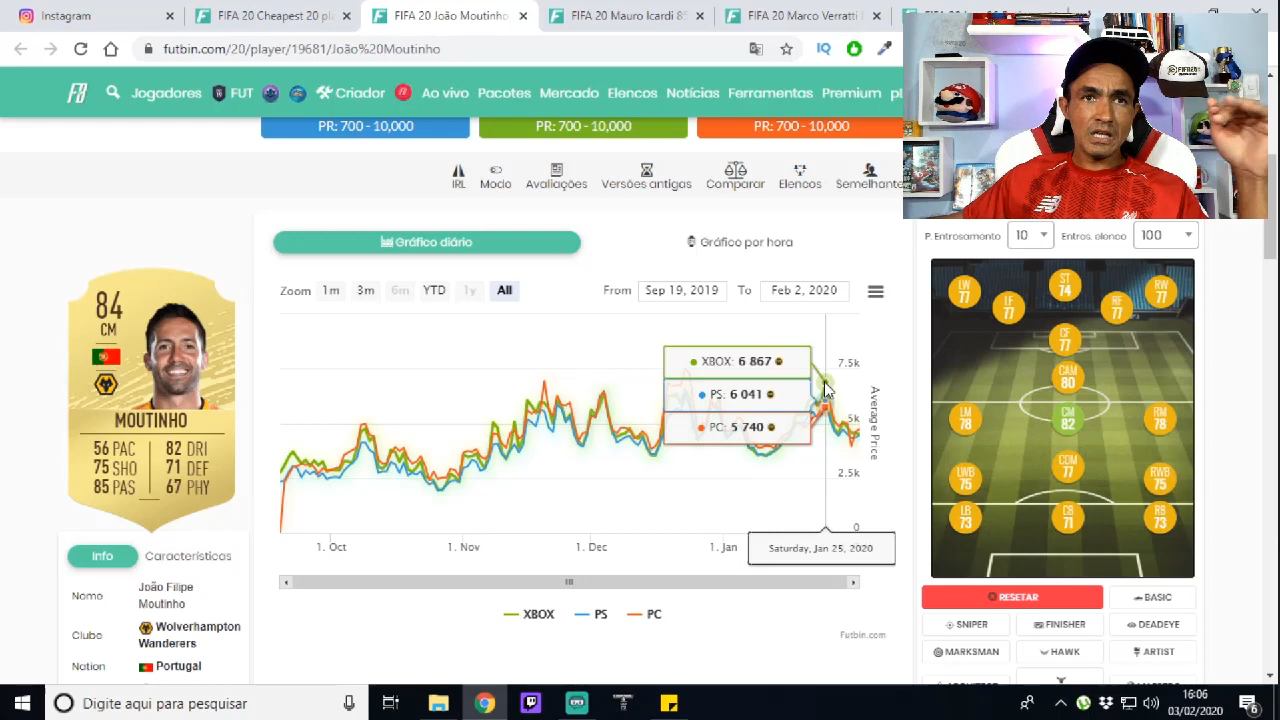 Instagram
FIFA 20 Cheap
FIFA 20 João Moutinho
FIFA 20 Mauro Icardi 8
Verratti
futbin.com/20/player/19681/João%20M
IQ
FB
Jogadores
FUT
Criador
Ao vivo
Pacotes
Mercado
Elencos
Notícias
Ferramentas
Premium
PR: 700 - 10,000
PR: 700 - 10,000
PR: 700 - 10,000
IRL
Modo
Avaliações
Versões antigas
Comparar
Elencos
Semelhante
Gráfico diário
Gráfico por hora
Zoom
1m
6m
YTD
All
From
Sep 19, 2019
To
Feb 2, 2020
XBOX: 6 867
PS: 6 041
PC: 5 740
7.5k
5k
2.5k
0
Average Price
1. Oct
1. Nov
1. Dec
1. Jan
Saturday, Jan 25, 2020
XBOX
PS
PC
Futbin.com
84
CM
MOUTINHO
56 PAC
82 DRI
75 SHO
71 DEF
85 PAS
67 PHY
Info
Características
Nome
João Filipe
Moutinho
Clube
Wolverhampton
Wanderers
Nation
Portugal
P. Entrosamento
10
Entros. elenco
100
LW
77
ST
74
RW
77
LF
77
RF
77
CF
77
CAM
80
LM
78
CM
82
RM
78
CDM
77
LWB
75
RWB
75
LB
73
CB
71
RB
73
RESETAR
BASIC
SNIPER
FINISHER
DEADEYE
MARKSMAN
HAWK
ARTIST
Digite aqui para pesquisar
16:06
03/02/2020
6